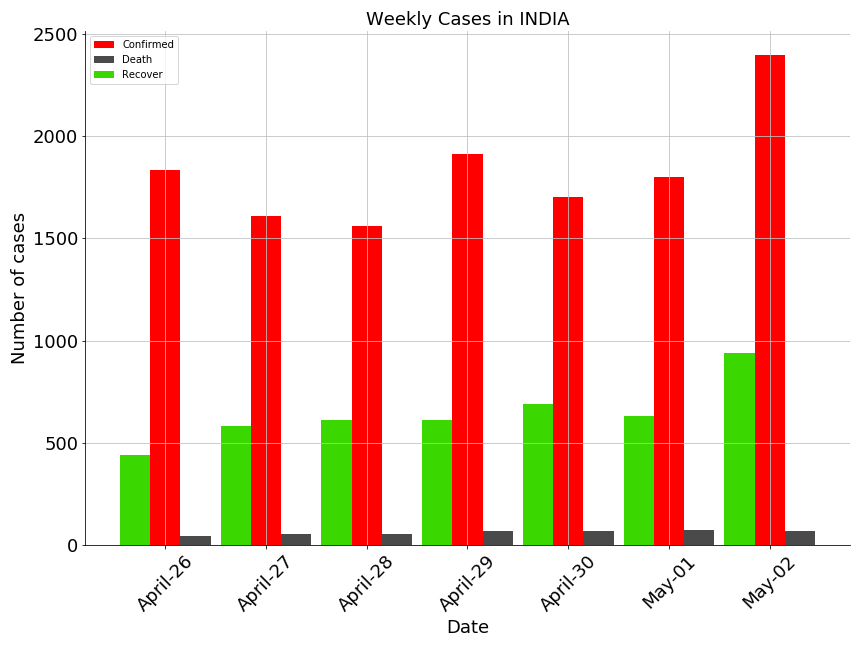 Weekly Cases in INDIA
Confirmed
Death
Recover
2500
2000
1500
1000
500
0
Number of cases
April-26
April-27
April-28
April-29
April-30
May-01
May-02
Date